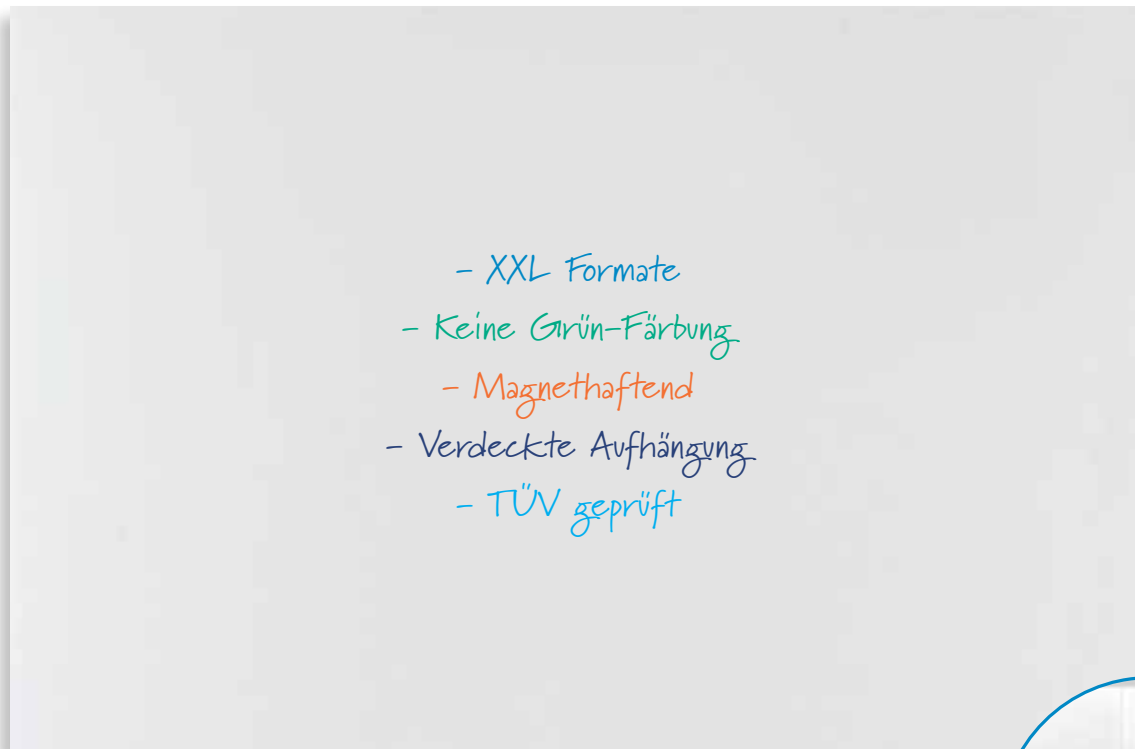 - XXL Formate
- Keine Grün-Färbung
- Magnethaftend
- Verdeckte Aufhängung
- TÜV geprüft